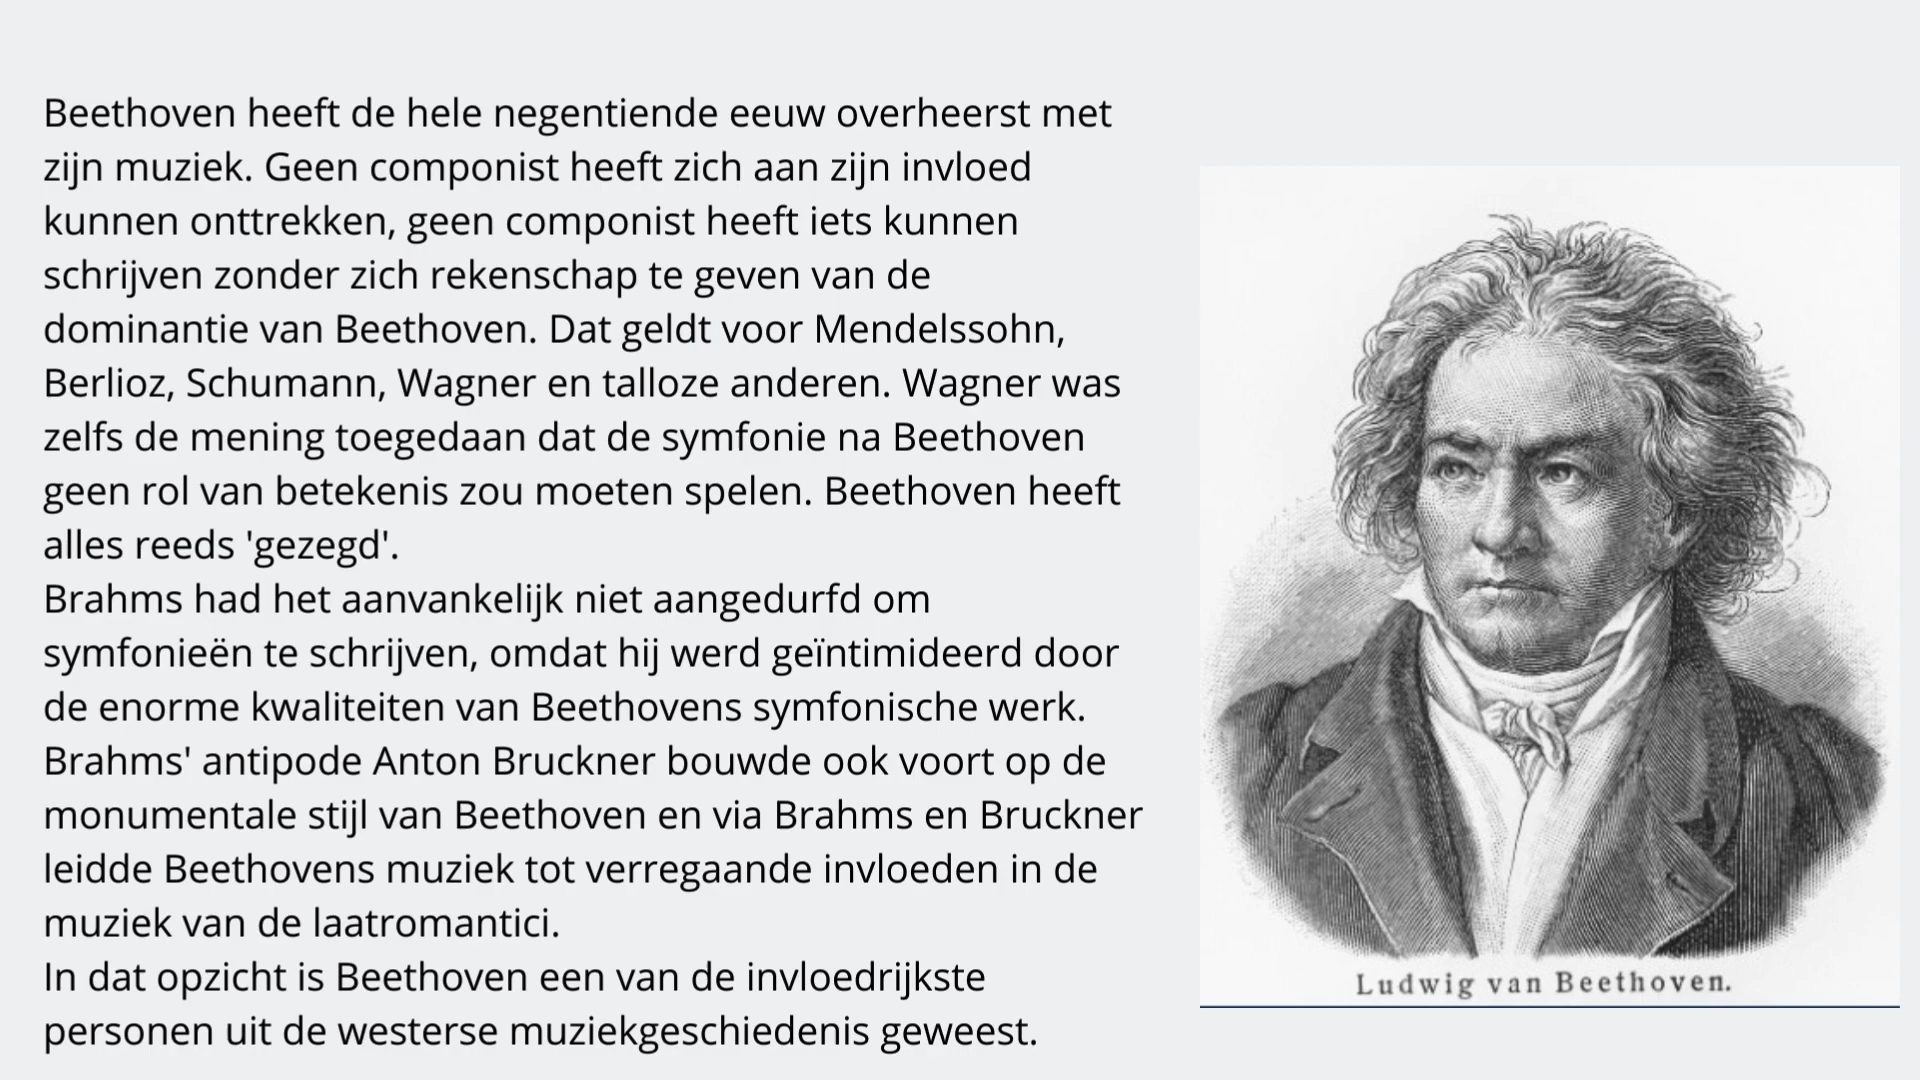 Beethoven heeft de hele negentiende eeuw overheerst met
zijn muziek. Geen componist heeft zich aan zijn invloed
kunnen onttrekken, geen componist heeft iets kunnen
schrijven zonder zich rekenschap te geven van de
dominantie van Beethoven. Dat geldt voor Mendelssohn,
Berlioz, Schumann, Wagner en talloze anderen. Wagner was
zelfs de mening toegedaan dat de symfonie na Beethoven
geen rol van betekenis zou moeten spelen. Beethoven heeft
alles reeds 'gezegd'.
Brahms had het aanvankelijk niet aangedurfd om
symfonieën te schrijven, omdat hij werd geïntimideerd door
de enorme kwaliteiten van Beethovens symfonische werk.
Brahms' antipode Anton Bruckner bouwde ook voort op de
monumentale stijl van Beethoven en via Brahms en Bruckner
leidde Beethovens muziek tot verregaande invloeden in de
muziek van de laatromantici.
In dat opzicht is Beethoven een van de invloedrijkste
personen uit de westerse muziekgeschiedenis geweest.
Ludwig van Beethoven.